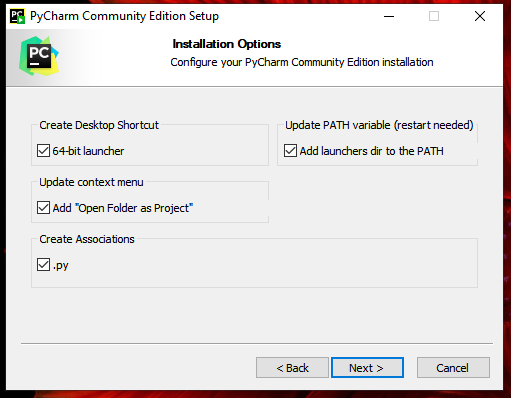 PyCharm Community Edition Setup
PC
Installation Options
Configure your PyCharm Community Edition installation
Create Desktop Shortcut
64-bit launcher
Update PATH variable (restart needed)
Add launchers dir to the PATH
Update context menu
Add "Open Folder as Project"
Create Associations
.py
< Back
Next >
Cancel